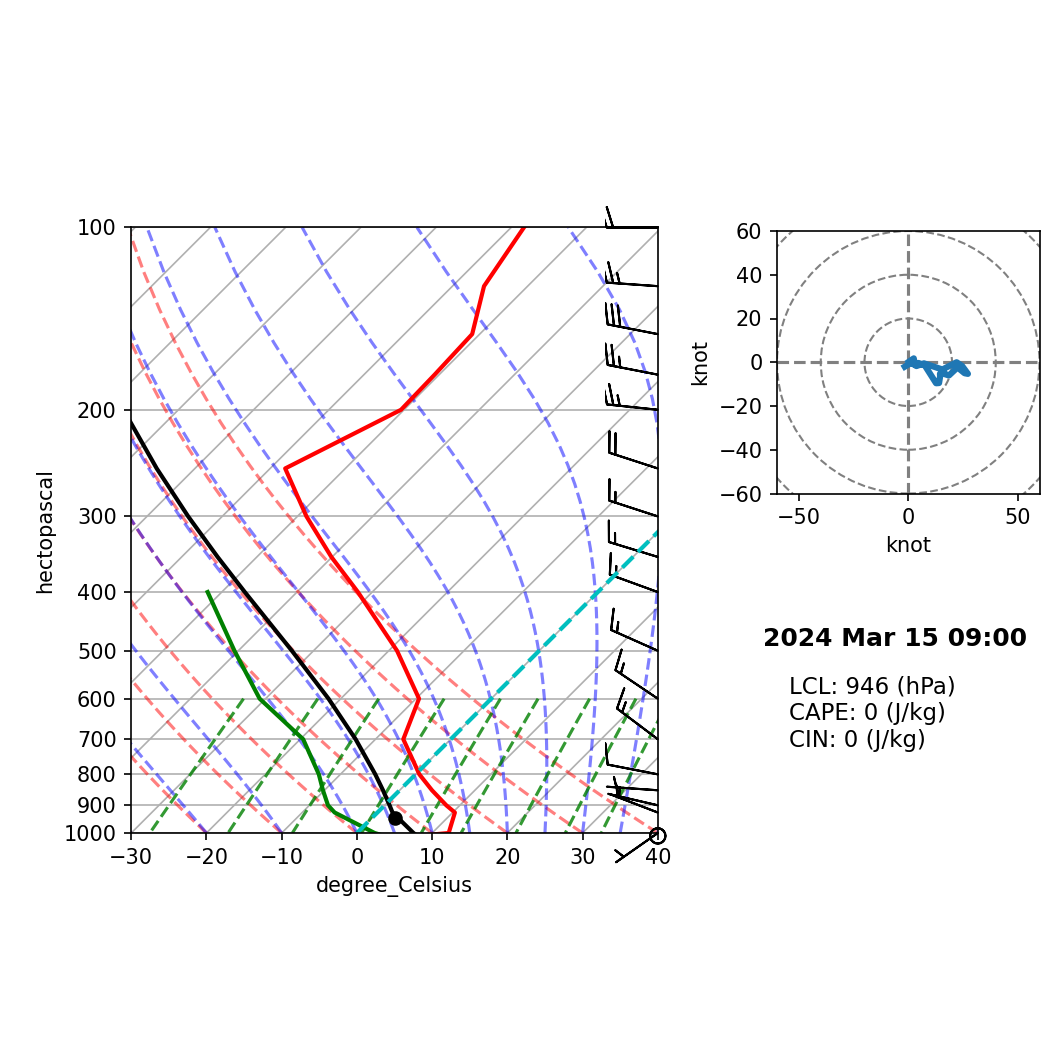 100
200
300
400
500
600
700
800
900
1000
hectopascal
−30 −20 −10 0 10 20 30 40
degree_Celsius
60
40
20
0
−20
−40
−60
knot
−50 0 50
knot
2024 Mar 15 09:00
LCL: 946 (hPa)
CAPE: 0 (J/kg)
CIN: 0 (J/kg)